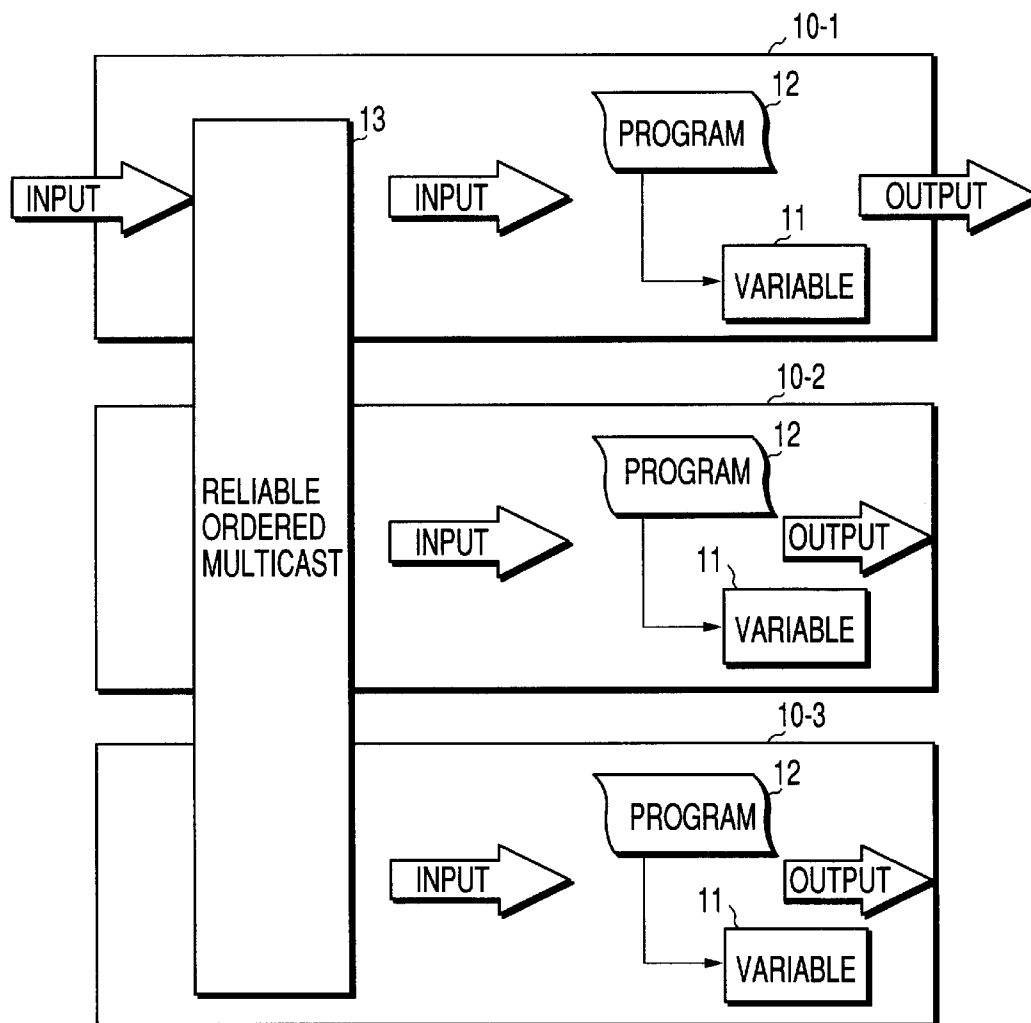 10-1
12
13
PROGRAM
INPUT
INPUT
OUTPUT
11
VARIABLE
10-2
12
PROGRAM
RELIABLE
ORDERED
MULTICAST
INPUT
OUTPUT
11
VARIABLE
10-3
12
PROGRAM
INPUT
OUTPUT
11
VARIABLE